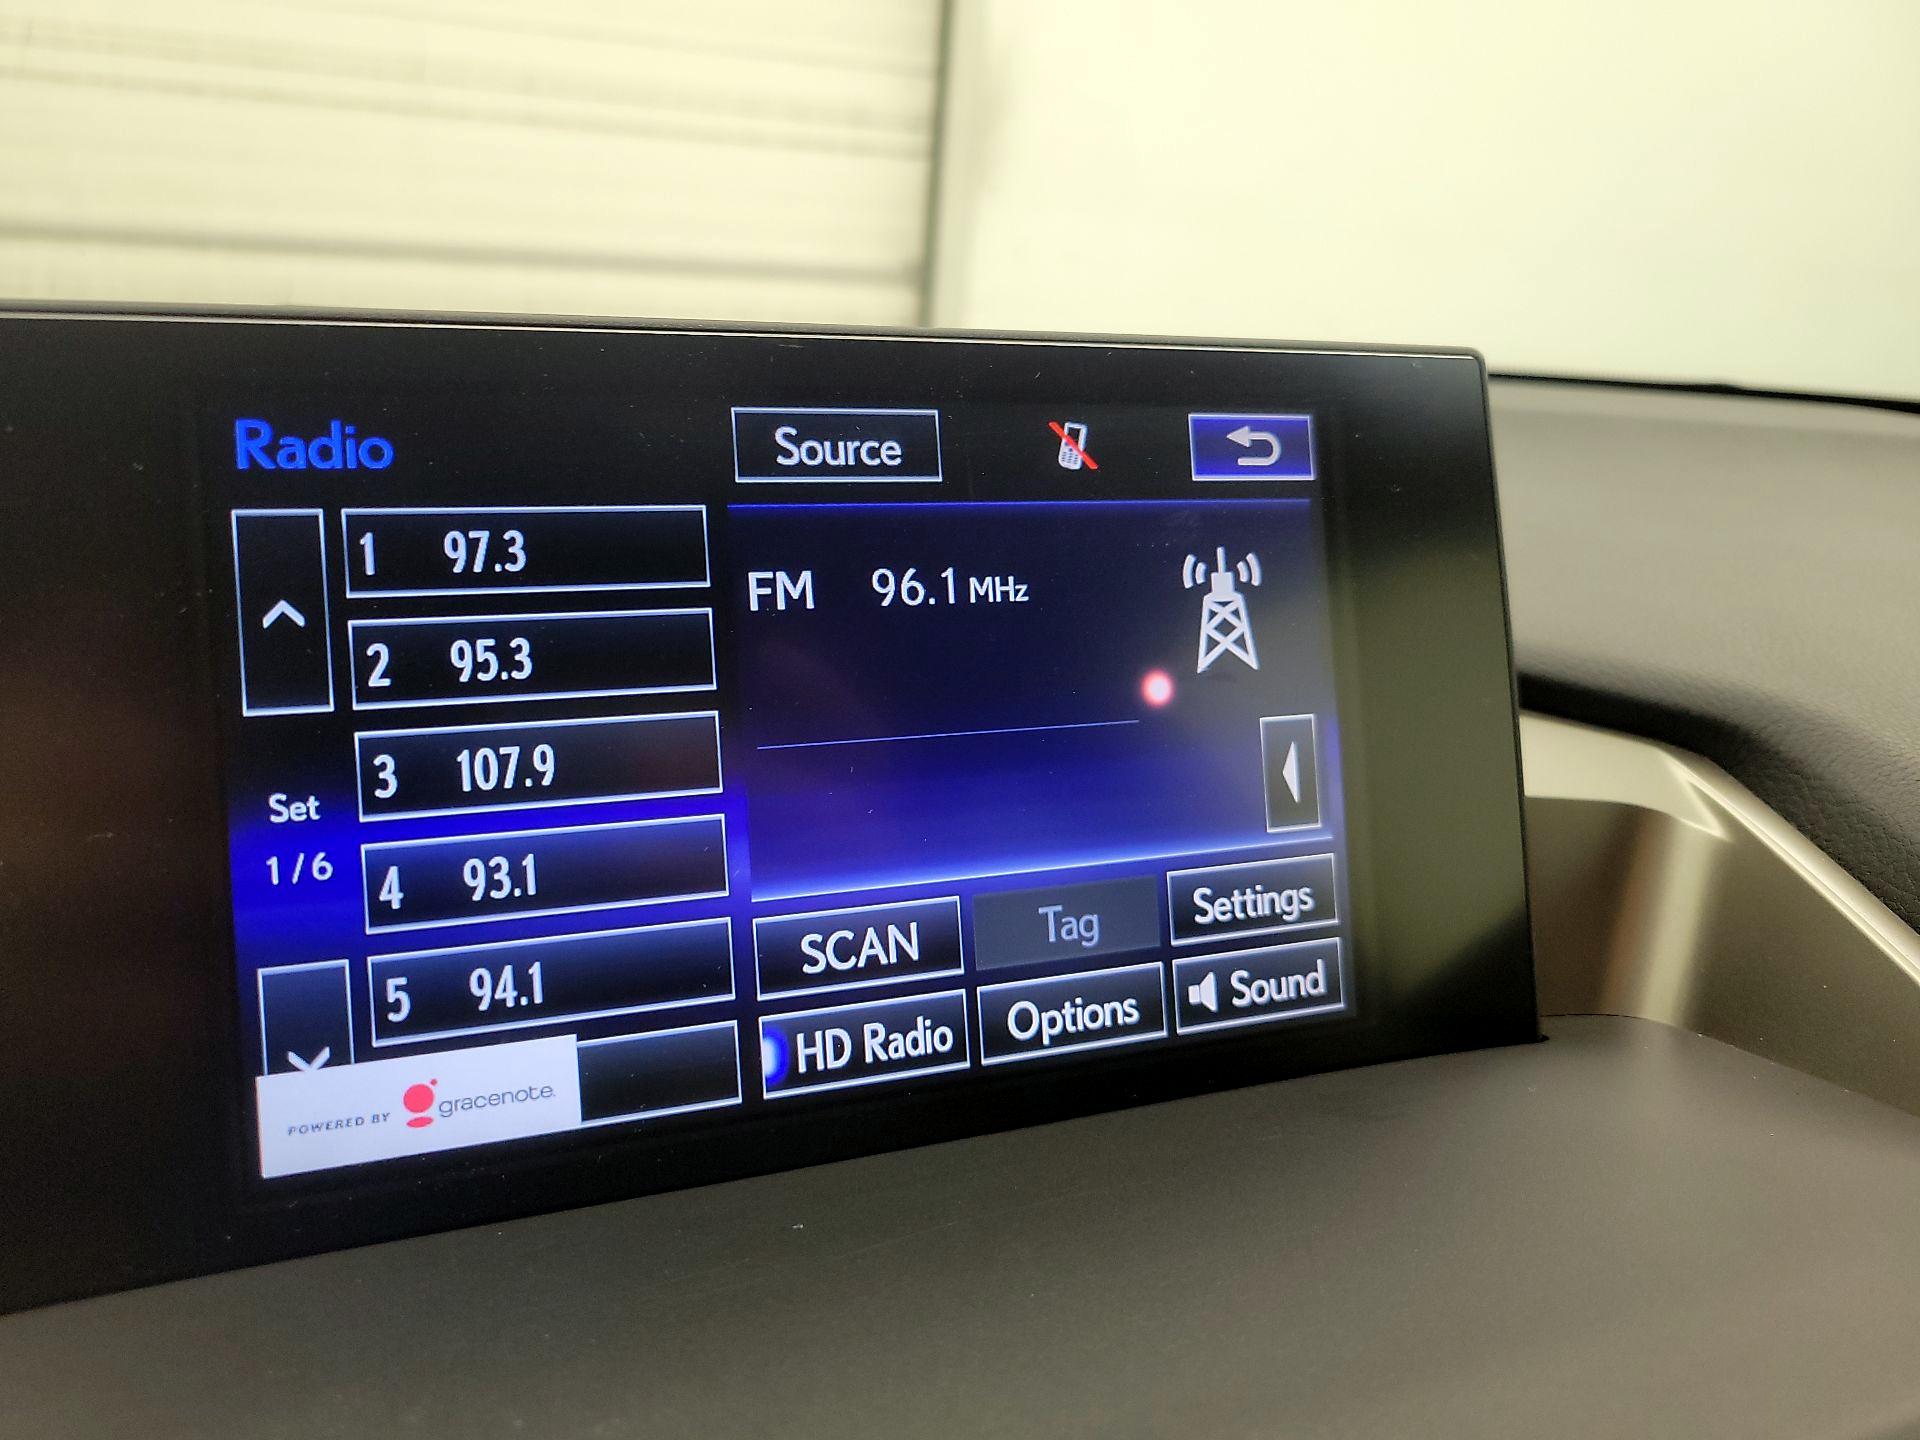 Radio
Source
1 97.3
2 95.3
3 107.9
4 93.1
5 94.1
Set
1/6
FM 96.1 MHz
SCAN
Tag
Settings
HD Radio
Options
Sound
POWERED BY gracenote.